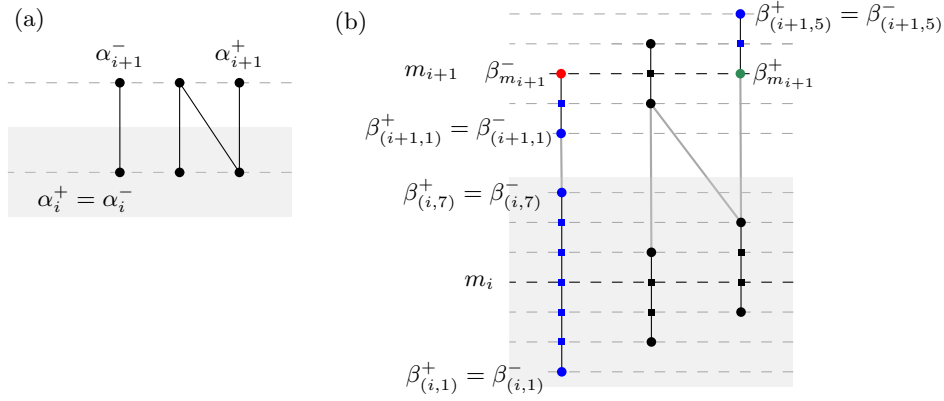 (a)
α⁻ᵢ₊₁ α⁺ᵢ₊₁
α⁺ᵢ = α⁻ᵢ
(b)
β⁺₍ᵢ₊₁,₅₎ = β⁻₍ᵢ₊₁,₅₎
mᵢ₊₁ β⁻_{mᵢ₊₁} β⁺_{mᵢ₊₁}
β⁺₍ᵢ₊₁,₁₎ = β⁻₍ᵢ₊₁,₁₎
β⁺₍ᵢ,₇₎ = β⁻₍ᵢ,₇₎
mᵢ
β⁺₍ᵢ,₁₎ = β⁻₍ᵢ,₁₎